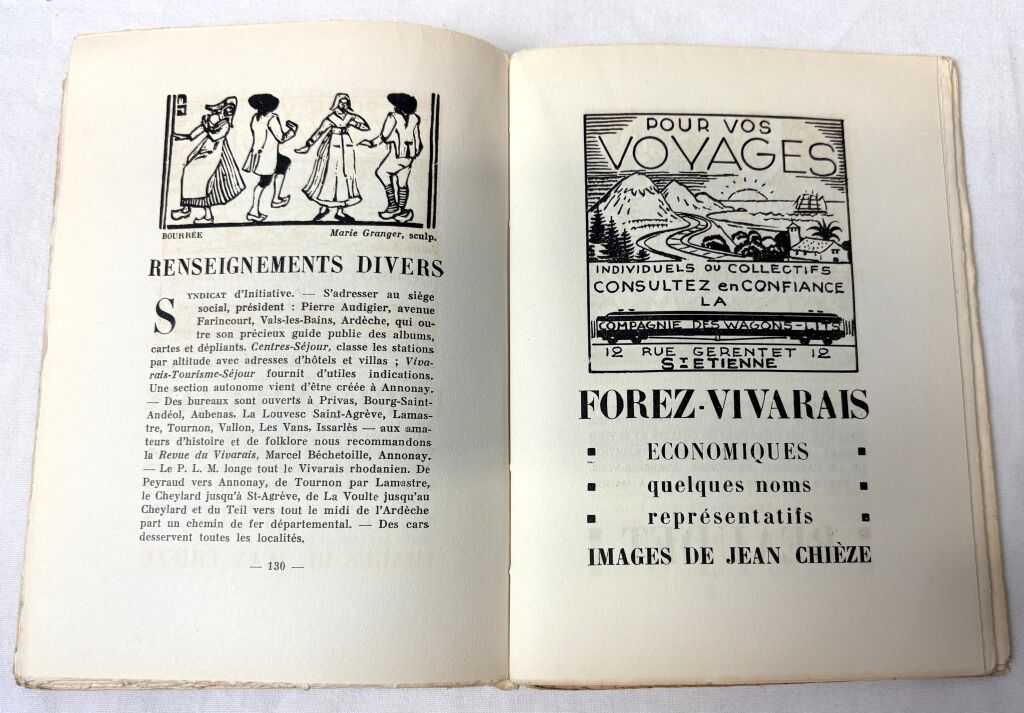 BOURRÉE Marie Granger, sculp.
RENSEIGNEMENTS DIVERS
SYNDICAT d'Initiative. — S'adresser au siège
social, président : Pierre Audigier, avenue
Farincourt, Vals-les-Bains, Ardèche, qui ou-
tre son précieux guide publie des albums,
cartes et dépliants. Centres-Séjour, classe les stations
par altitude avec adresses d'hôtels et villas ; Viva-
rais-Tourisme-Séjour fournit d'utiles indications.
Une section autonome vient d'être créée à Annonay.
— Des bureaux sont ouverts à Privas, Bourg-Saint-
Andéol, Aubenas, La Louvesc Saint-Agrève, Lamas-
tre, Tournon, Vallon, Les Vans, Issarlès — aux ama-
teurs d'histoire et de folklore nous recommandons
la Revue du Vivarais, Marcel Béchetoille, Annonay.
— Le P. L. M. longe tout le Vivarais rhodanien. De
Peyraud vers Annonay, de Tournon par Lamastre,
le Cheylard jusqu'à St-Agrève, de La Voulte jusqu'au
Cheylard et du Teil vers tout le midi de l'Ardèche
part un chemin de fer départemental. — Des cars
desservent toutes les localités.
— 130 —
POUR VOS
VOYAGES
INDIVIDUELS OU COLLECTIFS
CONSULTEZ en CONFIANCE
LA
COMPAGNIE DES WAGONS-LITS
12 RUE GERENTET 12
ST ETIENNE
FOREZ-VIVARAIS
ECONOMIQUES
quelques noms
représentatifs
IMAGES DE JEAN CHIÈZE